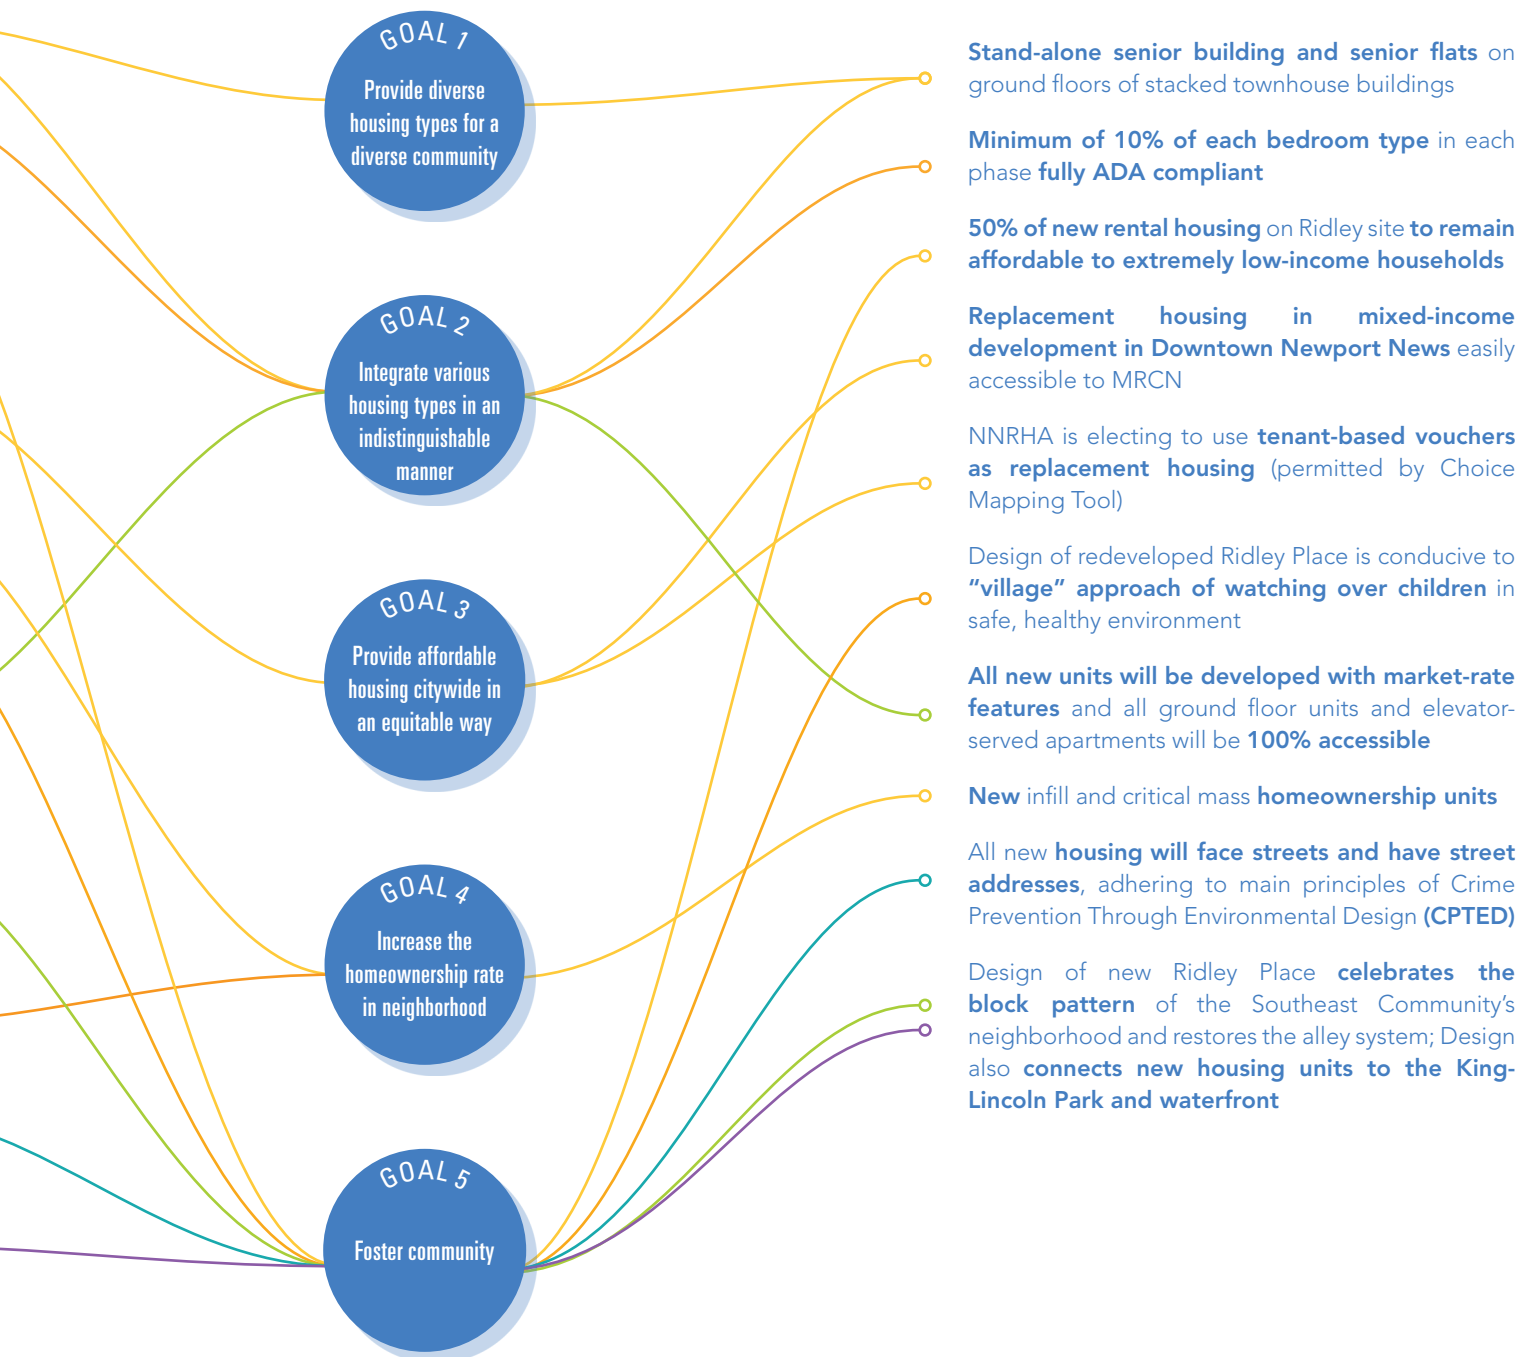 GOAL 1
Provide diverse
housing types for a
diverse community
GOAL 2
Integrate various
housing types in an
indistinguishable
manner
GOAL 3
Provide affordable
housing citywide in
an equitable way
GOAL 4
Increase the
homeownership rate
in neighborhood
GOAL 5
Foster community
Stand-alone senior building and senior flats on
ground floors of stacked townhouse buildings
Minimum of 10% of each bedroom type in each
phase fully ADA compliant
50% of new rental housing on Ridley site to remain
affordable to extremely low-income households
Replacement housing in mixed-income
development in Downtown Newport News easily
accessible to MRCN
NNRHA is electing to use tenant-based vouchers
as replacement housing (permitted by Choice
Mapping Tool)
Design of redeveloped Ridley Place is conducive to
“village” approach of watching over children in
safe, healthy environment
All new units will be developed with market-rate
features and all ground floor units and elevator-
served apartments will be 100% accessible
New infill and critical mass homeownership units
All new housing will face streets and have street
addresses, adhering to main principles of Crime
Prevention Through Environmental Design (CPTED)
Design of new Ridley Place celebrates the
block pattern of the Southeast Community’s
neighborhood and restores the alley system; Design
also connects new housing units to the King-
Lincoln Park and waterfront